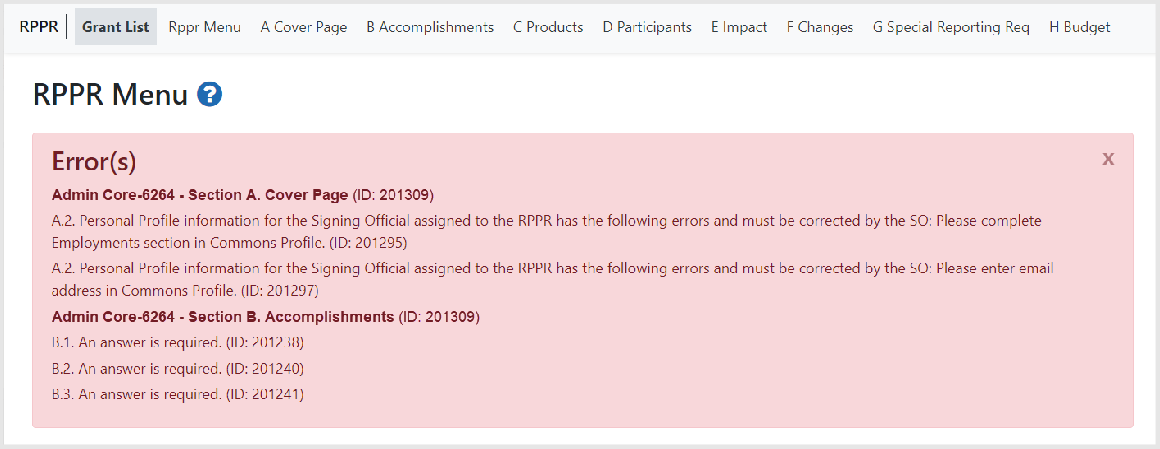 RPPR Grant List Rppr Menu A Cover Page B Accomplishments C Products D Participants E Impact F Changes G Special Reporting Req H Budget
RPPR Menu ?
Error(s) X
Admin Core-6264 - Section A. Cover Page (ID: 201309)
A.2. Personal Profile information for the Signing Official assigned to the RPPR has the following errors and must be corrected by the SO: Please complete
Employments section in Commons Profile. (ID: 201295)
A.2. Personal Profile information for the Signing Official assigned to the RPPR has the following errors and must be corrected by the SO: Please enter email
address in Commons Profile. (ID: 201297)
Admin Core-6264 - Section B. Accomplishments (ID: 201309)
B.1. An answer is required. (ID: 201238)
B.2. An answer is required. (ID: 201240)
B.3. An answer is required. (ID: 201241)